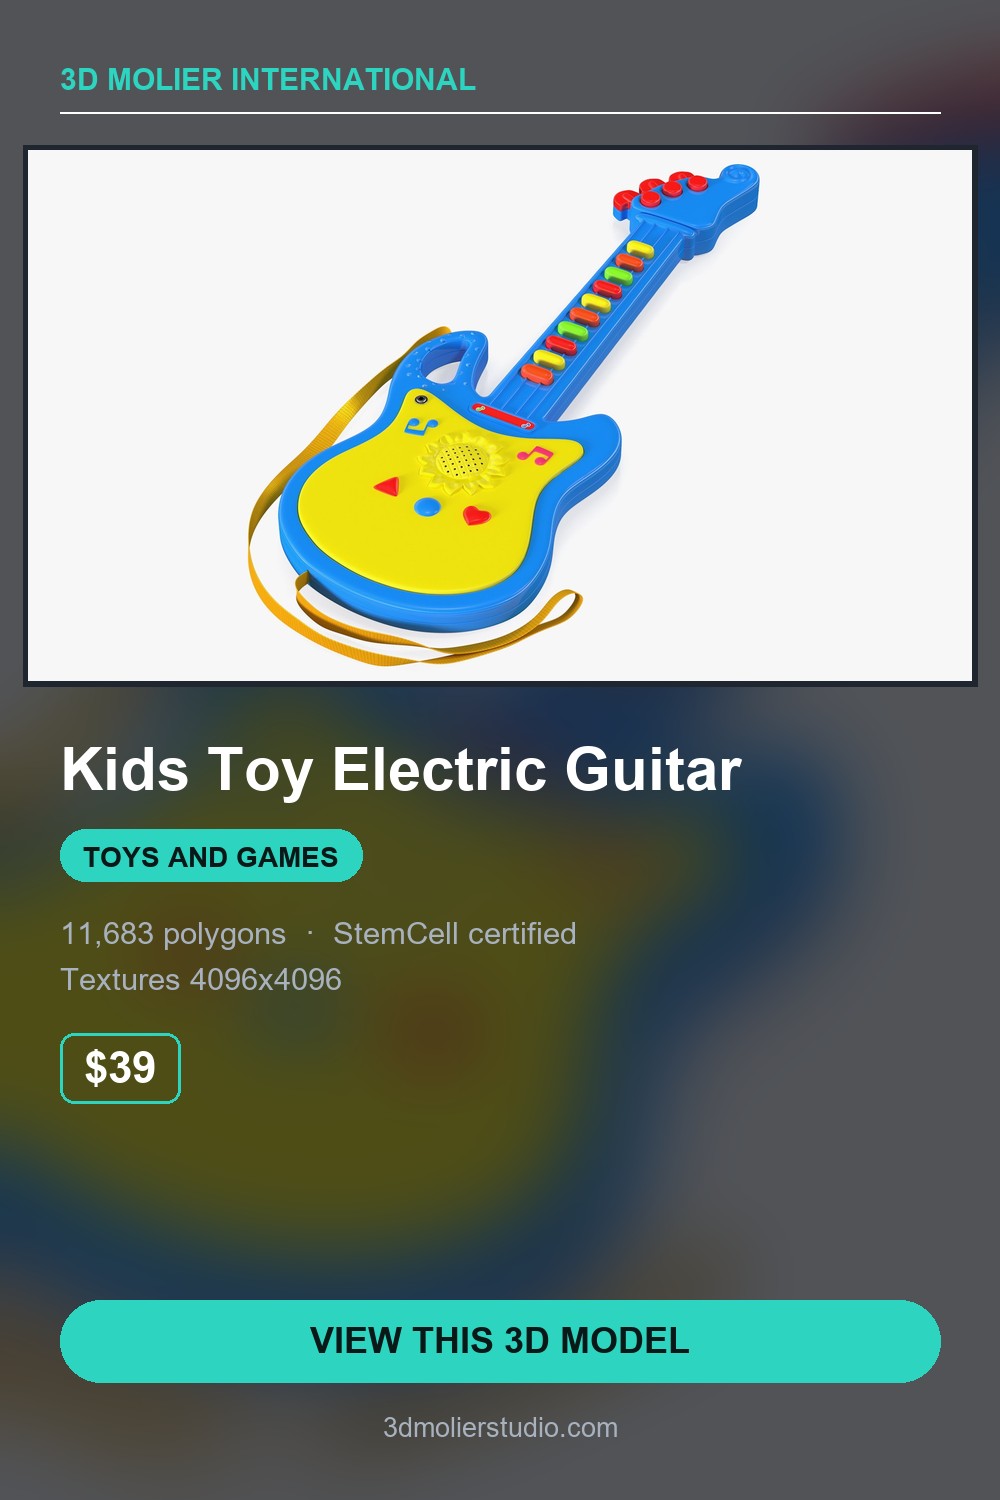 3D MOLIER INTERNATIONAL
Kids Toy Electric Guitar
TOYS AND GAMES
11,683 polygons · StemCell certified
Textures 4096x4096
$39
VIEW THIS 3D MODEL
3dmolierstudio.com